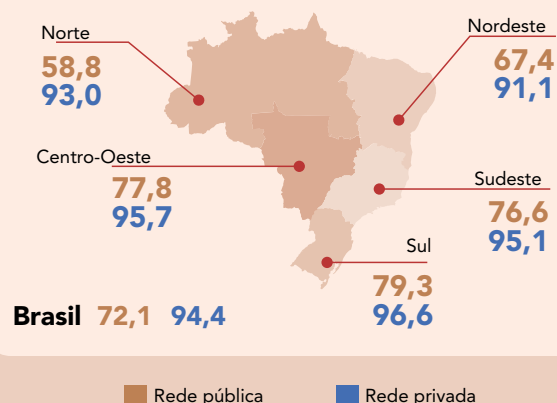 Norte
58,8
93,0
Nordeste
67,4
91,1
Centro-Oeste
77,8
95,7
Sudeste
76,6
95,1
Sul
79,3
96,6
Brasil 72,1 94,4
Rede pública Rede privada